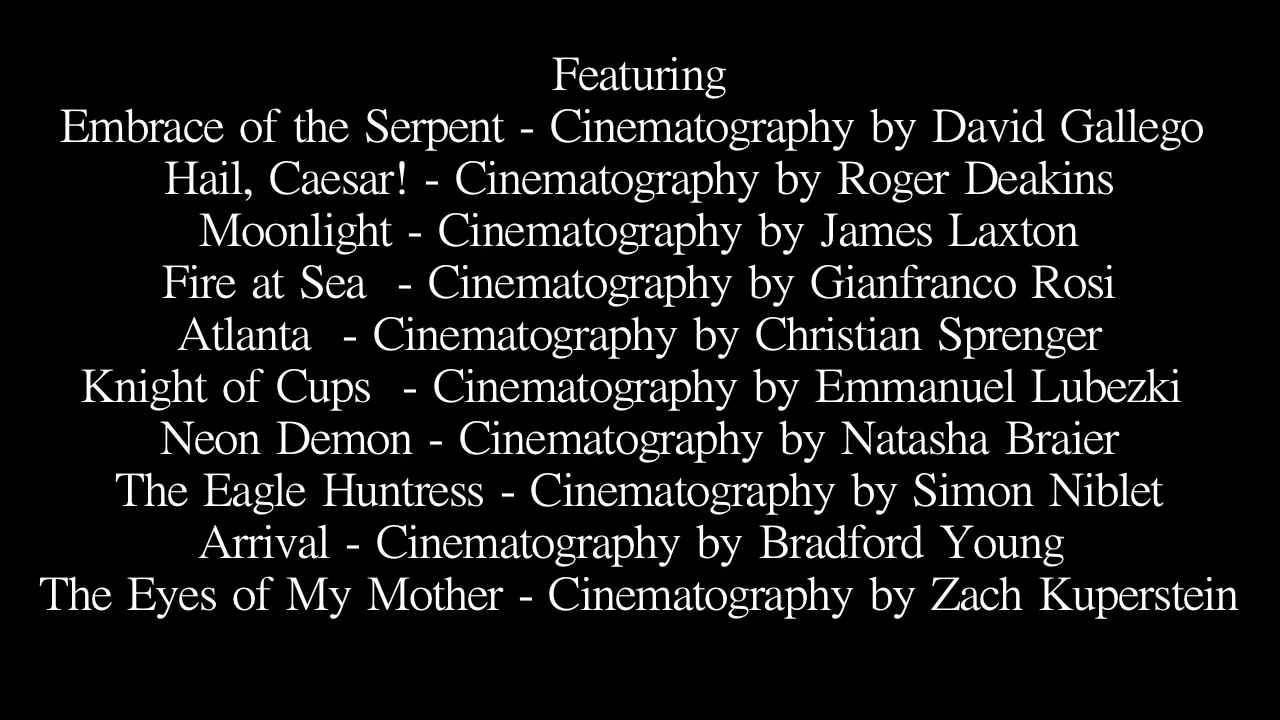 Featuring
Embrace of the Serpent - Cinematography by David Gallego
Hail, Caesar! - Cinematography by Roger Deakins
Moonlight - Cinematography by James Laxton
Fire at Sea  - Cinematography by Gianfranco Rosi
Atlanta  - Cinematography by Christian Sprenger
Knight of Cups  - Cinematography by Emmanuel Lubezki
Neon Demon - Cinematography by Natasha Braier
The Eagle Huntress - Cinematography by Simon Niblet
Arrival - Cinematography by Bradford Young
The Eyes of My Mother - Cinematography by Zach Kuperstein